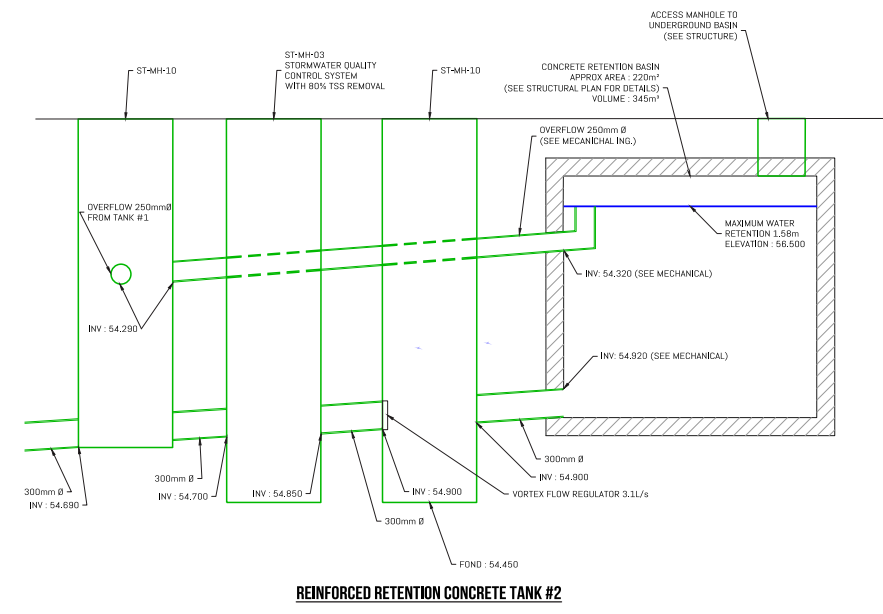 ACCESS MANHOLE TO
UNDERGROUND BASIN
(SEE STRUCTURE)
ST-MH-10
ST-MH-03
STORMWATER QUALITY
CONTROL SYSTEM
WITH 80% TSS REMOVAL
ST-MH-10
CONCRETE RETENTION BASIN
APPROX AREA : 220m²
(SEE STRUCTURAL PLAN FOR DETAILS)
VOLUME : 345m³
OVERFLOW 250mm Ø
(SEE MECANICHAL ING.)
OVERFLOW 250mmØ
FROM TANK #1
MAXIMUM WATER
RETENTION 1.58m
ELEVATION : 56.500
INV: 54.320 (SEE MECHANICAL)
INV : 54.290
INV: 54.920 (SEE MECHANICAL)
300mm Ø
INV : 54.690
300mm Ø
INV : 54.700
INV : 54.850
INV : 54.900
300mm Ø
300mm Ø
INV : 54.900
VORTEX FLOW REGULATOR 3.1L/s
FOND : 54.450
REINFORCED RETENTION CONCRETE TANK #2